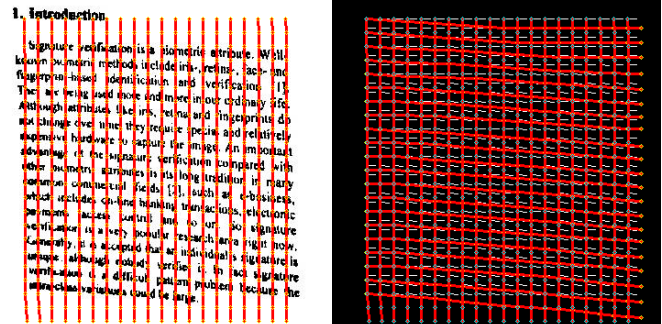 1. Introduction
Signature verification is a biometric attribute. Well-
known biometric methods include iris-, retina-, face- and
fingerprint-based identification and verification [1].
They are being used more and more in our ordinary life.
Although attributes like iris, retina and fingerprints do
not change over time they require special and relatively
expensive hardware to capture the image. An important
advantage of the signature verification compared with
other biometric attributes is its long tradition in many
common commercial fields [2], such as e-business,
which includes on-line banking transactions, electronic
payments, access control and so on. So signature
verification is a very popular research area right now.
Generally, it is accepted that an individual's signature is
unique although nobody verified it. In fact signature
verification is a difficult pattern problem because the
intra-class variations could be large.